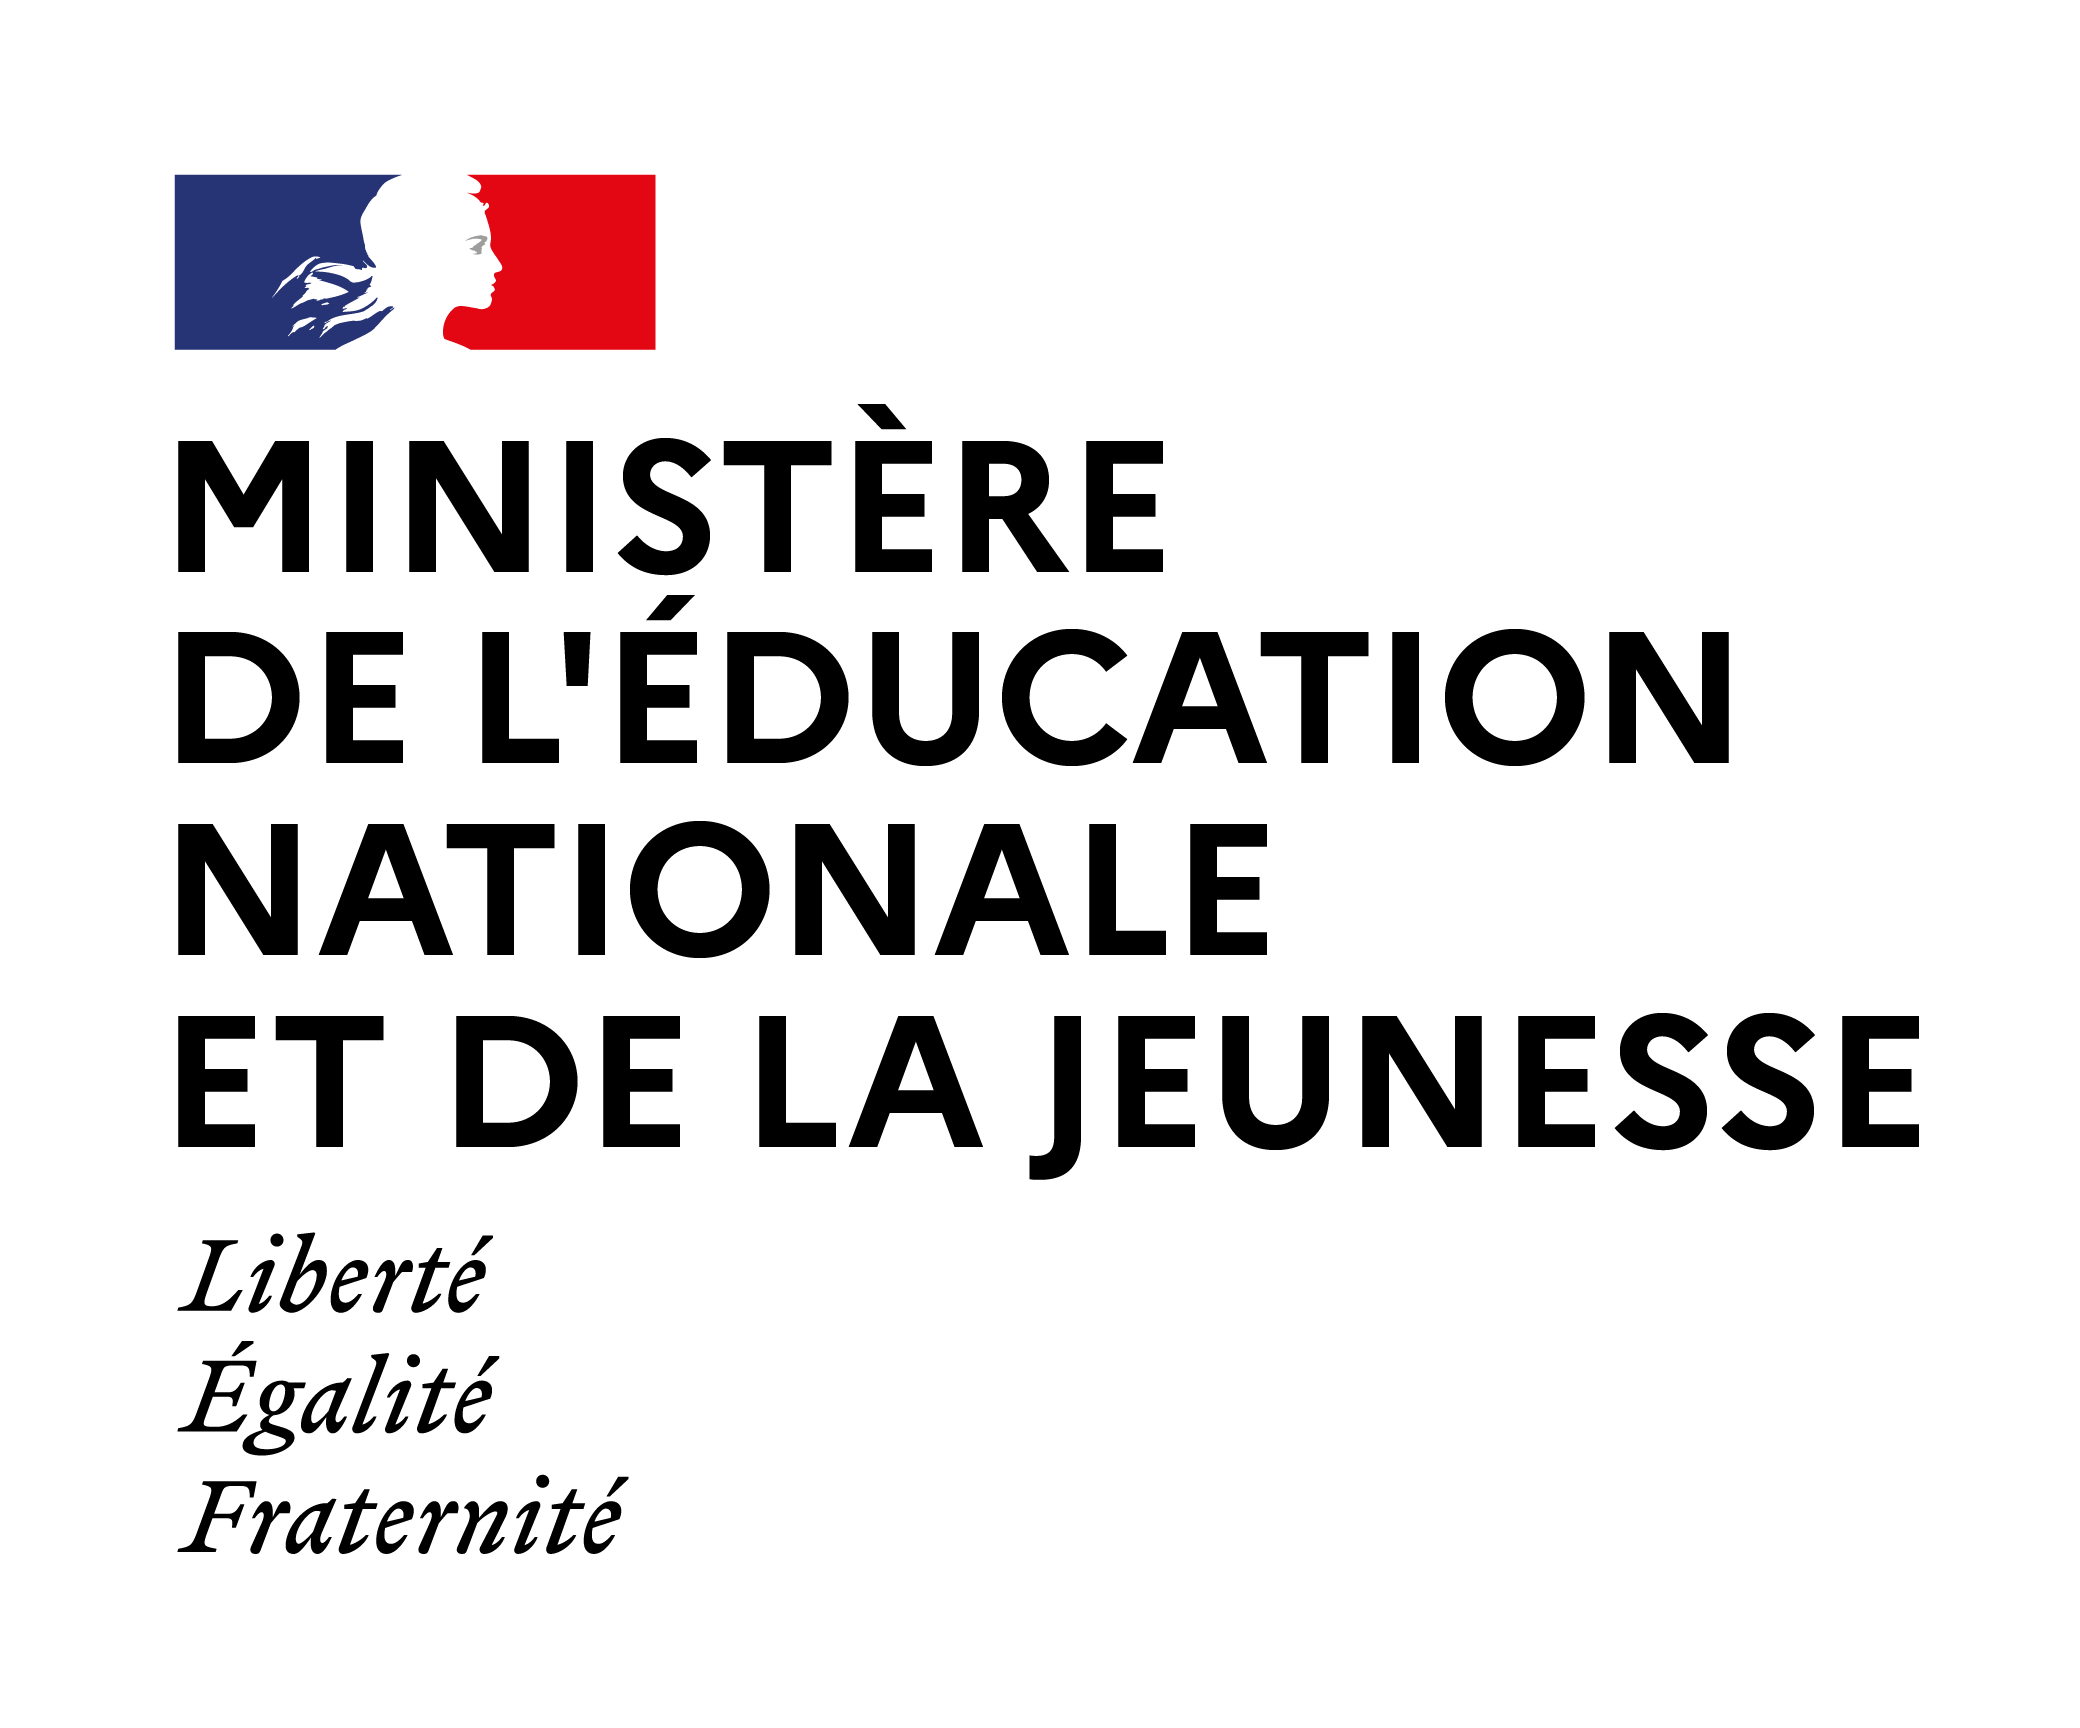 MINISTÈRE
DE L'ÉDUCATION
NATIONALE
ET DE LA JEUNESSE
Liberté
Égalité
Fraternité